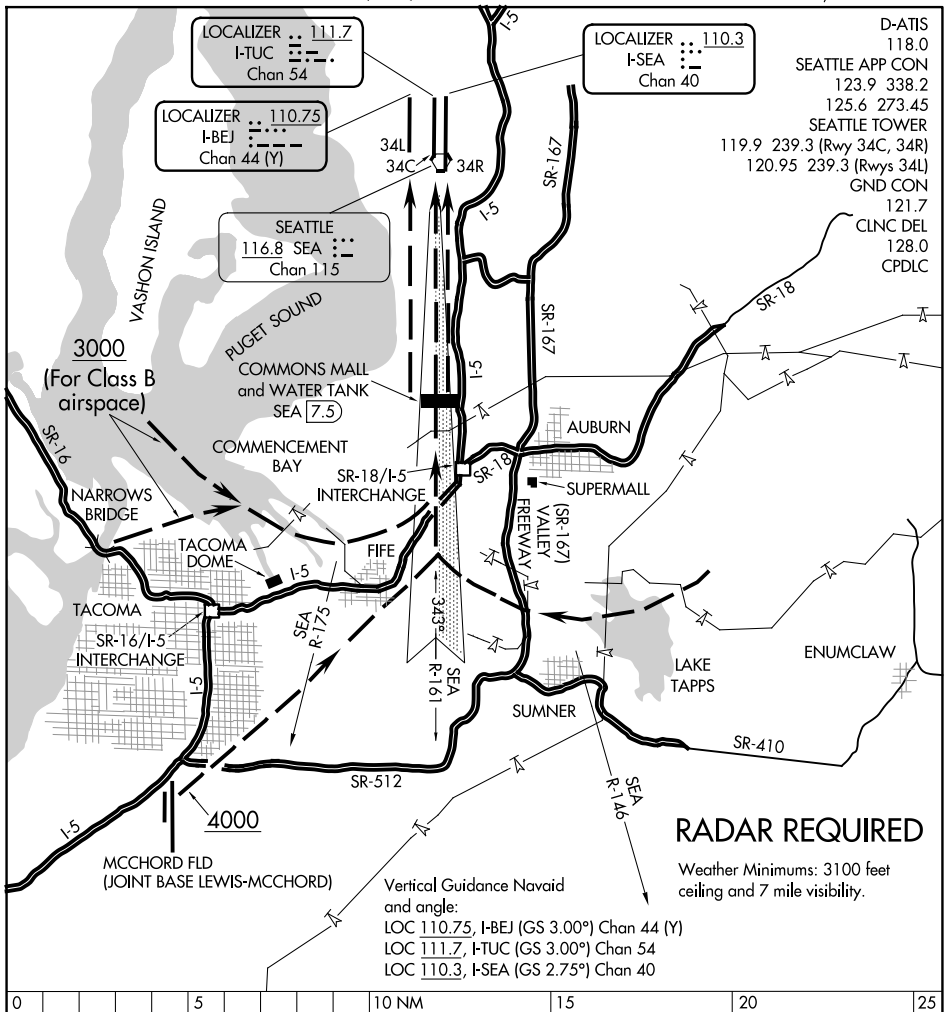 LOCALIZER 111.7
I-TUC
Chan 54
LOCALIZER 110.3
I-SEA
Chan 40
D-ATIS
118.0
SEATTLE APP CON
123.9 338.2
125.6 273.45
SEATTLE TOWER
119.9 239.3 (Rwy 34C, 34R)
120.95 239.3 (Rwys 34L)
GND CON
121.7
CLNC DEL
128.0
CPDLC
LOCALIZER 110.75
I-BEJ
Chan 44 (Y)
34L
34C
34R
I-5
I-5
SR-167
SEATTLE
116.8 SEA
Chan 115
VASHON ISLAND
PUGET SOUND
3000
(For Class B
airspace)
COMMONS MALL
and WATER TANK
SEA 7.5
I-5
SR-167
SR-18
COMMENCEMENT
BAY
AUBURN
SR-16
SR-18/I-5
INTERCHANGE
SR-18
SUPERMALL
NARROWS
BRIDGE
TACOMA
DOME
FIFE
(SR-167)
VALLEY
FREEWAY
I-5
TACOMA
SR-16/I-5
INTERCHANGE
SEA
R-175
343°
SEA
R-161
LAKE
TAPPS
ENUMCLAW
I-5
SUMNER
SR-410
SR-512
SEA
R-146
4000
I-5
MCCHORD FLD
(JOINT BASE LEWIS-MCCHORD)
RADAR REQUIRED
Weather Minimums: 3100 feet
ceiling and 7 mile visibility.
Vertical Guidance Navaid
and angle:
LOC 110.75, I-BEJ (GS 3.00°) Chan 44 (Y)
LOC 111.7, I-TUC (GS 3.00°) Chan 54
LOC 110.3, I-SEA (GS 2.75°) Chan 40
0 5 10 NM 15 20 25